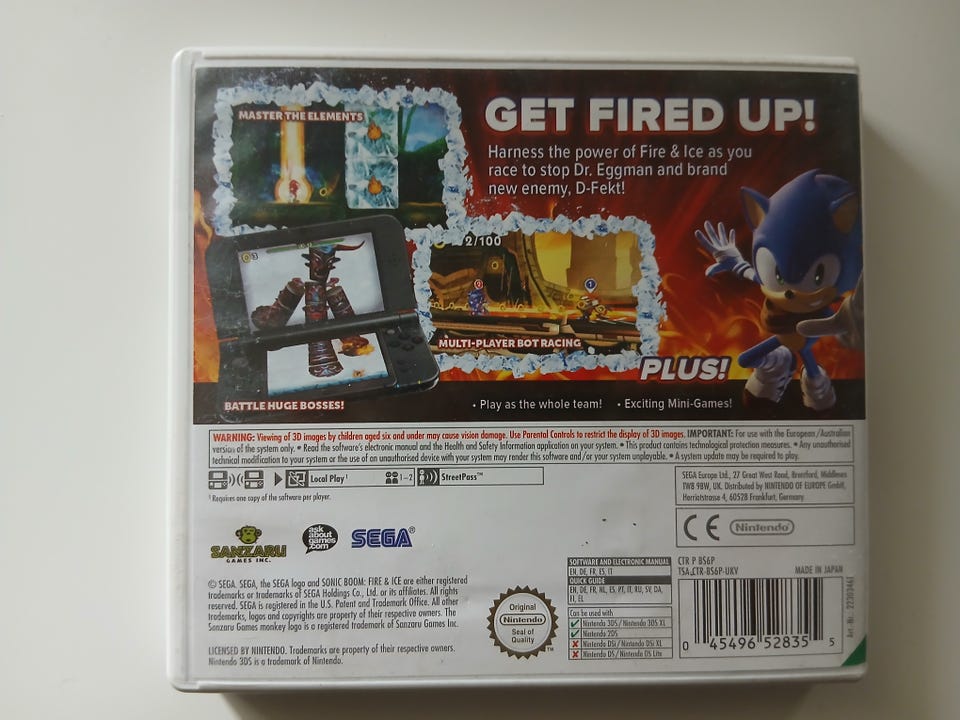 MASTER THE ELEMENTS
GET FIRED UP!
Harness the power of Fire & Ice as you
race to stop Dr. Eggman and brand
new enemy, D-Fekt!
2/100
MULTI-PLAYER BOT RACING
PLUS!
BATTLE HUGE BOSSES!
• Play as the whole team! • Exciting Mini-Games!
WARNING: Viewing of 3D images by children aged six and under may cause vision damage. Use Parental Controls to restrict the display of 3D images. IMPORTANT: For use with the European/Australian
version of the system only. • Read the software's electronic manual and the Health and Safety Information application on your system. • This product contains technological protection measures. • Any unauthorised
technical modification to your system or the use of an unauthorised device with your system may render this system and/or your system unplayable. • A system update may be required to play.
Local Play¹ 1-2 StreetPass™
¹ Requires one copy of the software per player.
SEGA Europe Ltd., 27 Great West Road, Brentford, Middlesex
TW8 9BW, UK. Distributed by NINTENDO OF EUROPE GmbH,
Herriotstrasse 4, 60528 Frankfurt, Germany
SANZARU
GAMES INC.
ask
about
games
.com
SEGA®
CE Nintendo®
CTR P BS6P
TSA_CTR-BS6P-UKV MADE IN JAPAN
© SEGA. SEGA, the SEGA logo and SONIC BOOM: FIRE & ICE are either registered
trademarks or trademarks of SEGA Holdings Co., Ltd. or its affiliates. All rights
reserved. SEGA is registered in the U.S. Patent and Trademark Office. All other
trademarks, logos and copyrights are property of their respective owners. The
Sanzaru Games monkey logo is a registered trademark of Sanzaru Games Inc.
LICENSED BY NINTENDO. Trademarks are property of their respective owners.
Nintendo 3DS is a trademark of Nintendo.
Original
Nintendo
Seal of
Quality
TM
SOFTWARE AND ELECTRONIC MANUAL
EN, DE, FR, ES, IT
QUICK GUIDE
EN, DE, FR, NL, ES, PT, IT, RU, SV, DA,
FI, EL
Can be used with
Nintendo 3DS/Nintendo 3DS XL
Nintendo 2DS
Nintendo DSi/Nintendo DSi XL
Nintendo DS/Nintendo DS Lite
0 45496 52835 5
Art.-Nr. 2230346T